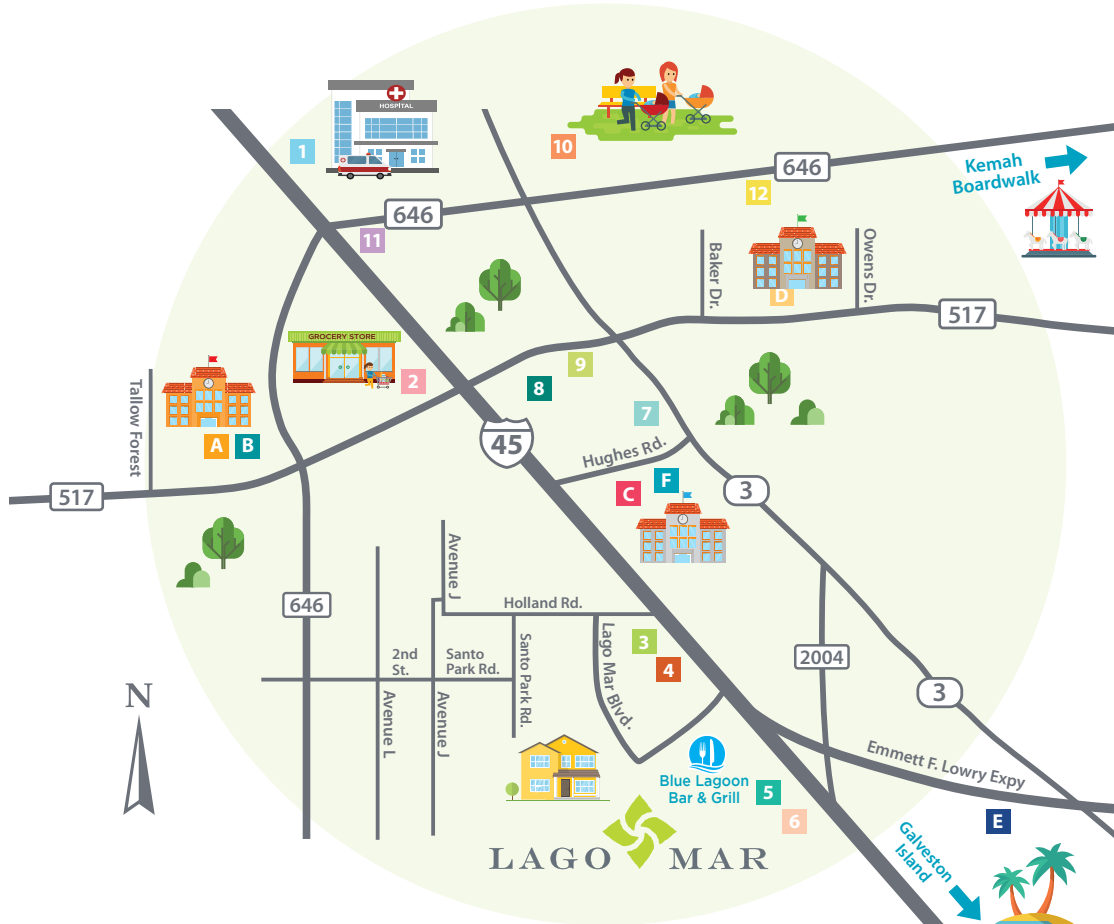 HOSPITAL
1
10
646
Kemah
Boardwalk
12
646
11
Baker Dr.
Owens Dr.
D
517
GROCERY STORE
2
9
8
7
Tallow Forest
A
B
45
Hughes Rd.
C
F
3
517
Avenue J
646
Holland Rd.
3
4
Lago Mar Blvd.
2nd
St.
Santo
Park Rd.
Santo Park Rd.
2004
3
N
Avenue L
Avenue J
Emmett F. Lowry Expy
Blue Lagoon
Bar & Grill
5
6
E
Galveston
Island
LAGO MAR